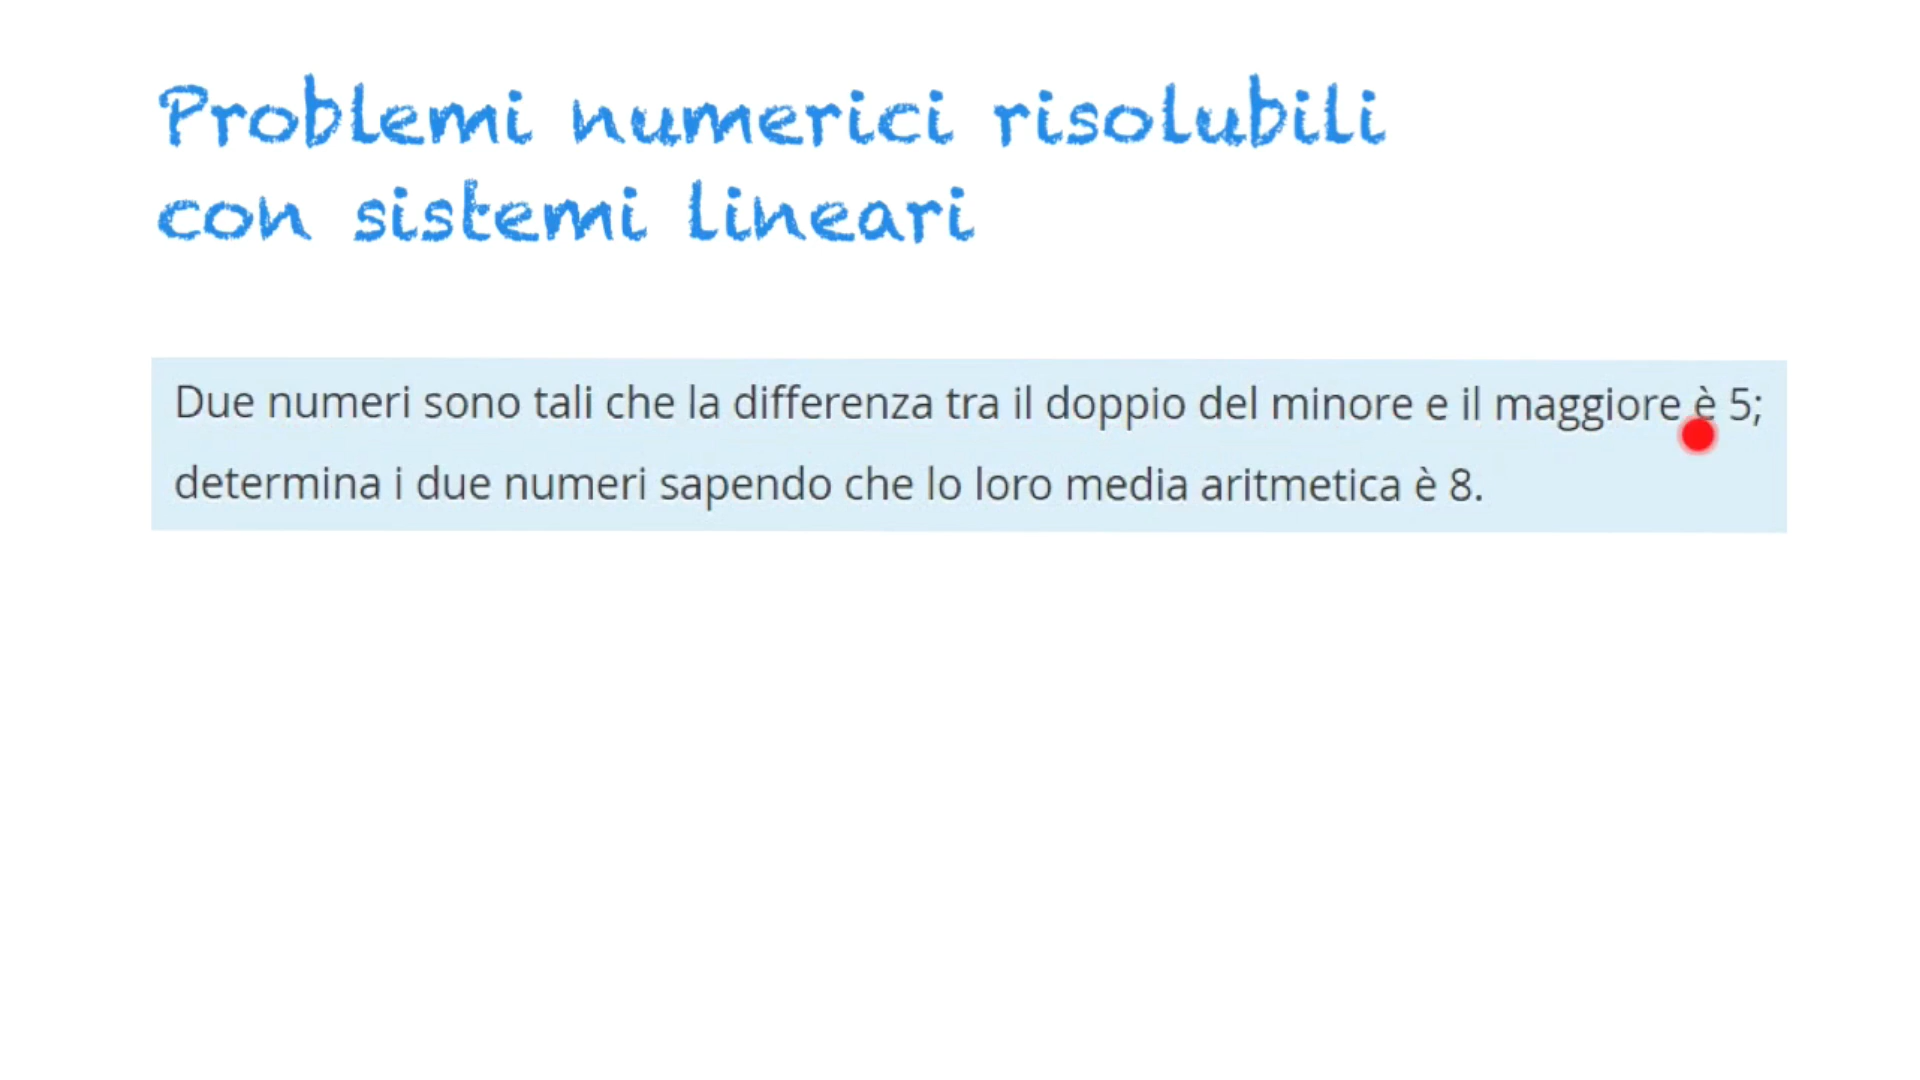 Problemi numerici risolubili
con sistemi lineari
Due numeri sono tali che la differenza tra il doppio del minore e il maggiore è 5;
determina i due numeri sapendo che lo loro media aritmetica è 8.